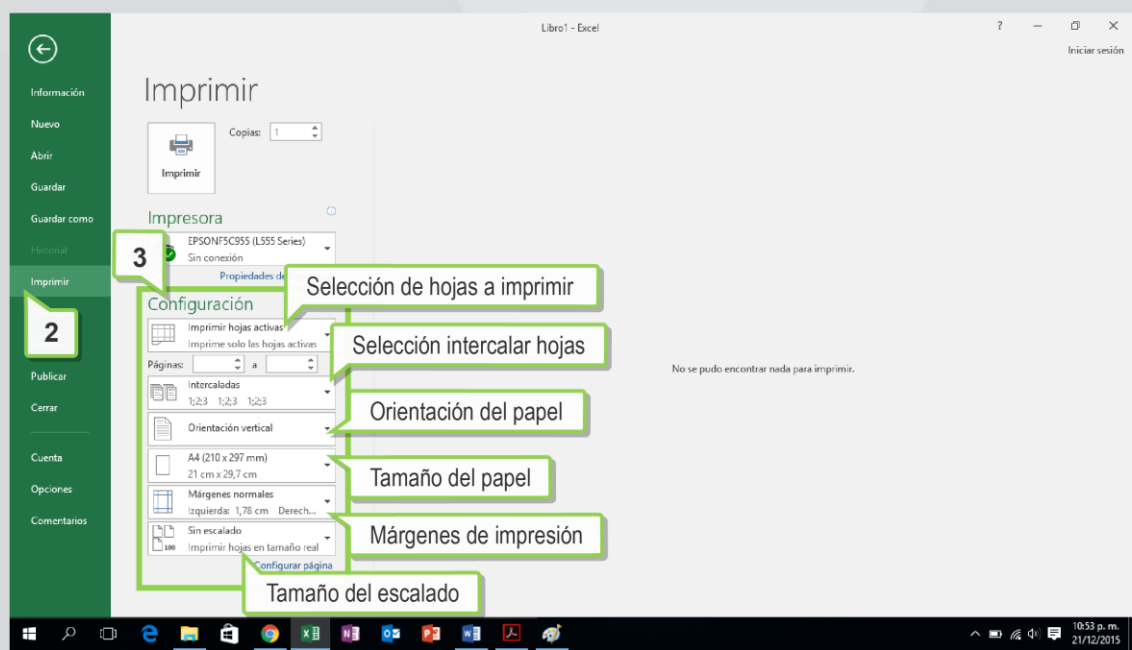 Libro1 - Excel
?
Iniciar sesión
Información
Nuevo
Abrir
Guardar
Guardar como
Historial
Imprimir
2
Publicar
Cerrar
Cuenta
Opciones
Comentarios
Imprimir
Imprimir
Copias: 1
Impresora
EPSONF5C955 (L555 Series)
Sin conexión
Propiedades de
3
Configuración
Selección de hojas a imprimir
Imprimir hojas activas
Imprime solo las hojas activas
Selección intercalar hojas
Páginas: a
Intercaladas
1;2;3 1;2;3 1;2;3
Orientación del papel
Orientación vertical
A4 (210 x 297 mm)
21 cm x 29,7 cm
Tamaño del papel
Márgenes normales
Izquierda: 1,78 cm Derech...
Márgenes de impresión
Sin escalado
Imprimir hojas en tamaño real
100
Configurar página
Tamaño del escalado
No se pudo encontrar nada para imprimir.
10:53 p. m.
21/12/2015